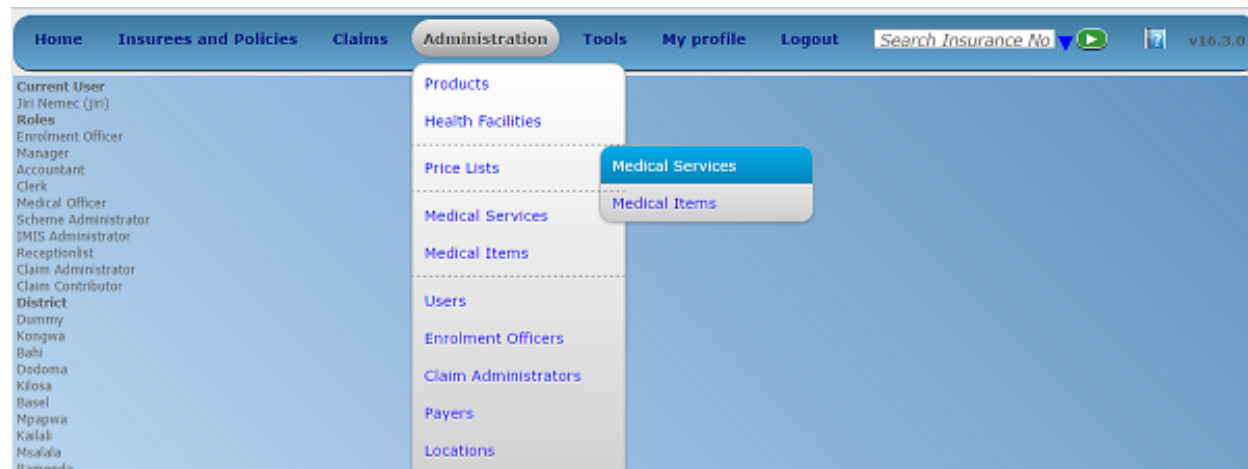 Home Insurees and Policies Claims Administration Tools My profile Logout Search Insurance No v16.3.0
Current User
Jiri Nemec (jiri)
Roles
Enrolment Officer
Manager
Accountant
Clerk
Medical Officer
Scheme Administrator
IMIS Administrator
Receptionlist
Claim Administrator
Claim Contributor
District
Dummy
Kongwa
Bahi
Dodoma
Kilosa
Basel
Mpapwa
Kailali
Msalala
Products
Health Facilities
Price Lists
Medical Services
Medical Items
Users
Enrolment Officers
Claim Administrators
Payers
Locations
Medical Services
Medical Items